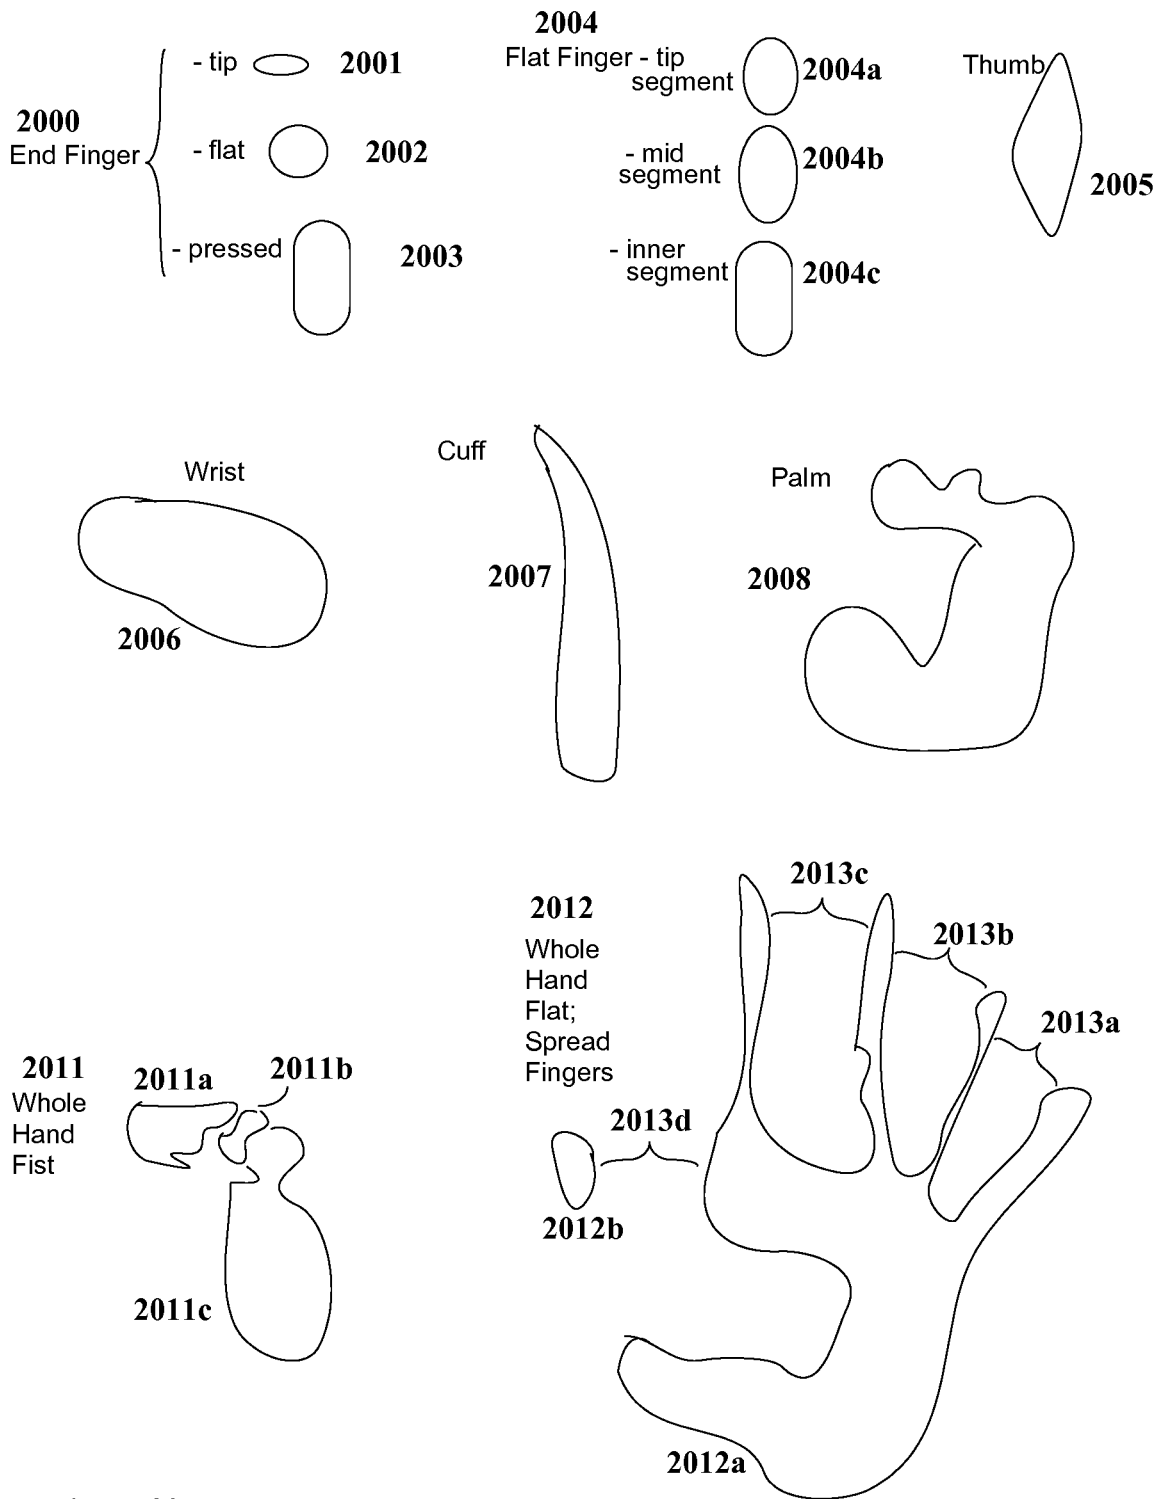 2000
End Finger
- tip
2001
- flat
2002
- pressed
2003
2004
Flat Finger - tip
segment
2004a
- mid
segment
2004b
- inner
segment
2004c
Thumb
2005
Wrist
2006
Cuff
2007
Palm
2008
2011
Whole
Hand
Fist
2011a
2011b
2011c
2012
Whole
Hand
Flat;
Spread
Fingers
2013c
2013b
2013a
2013d
2012b
2012a